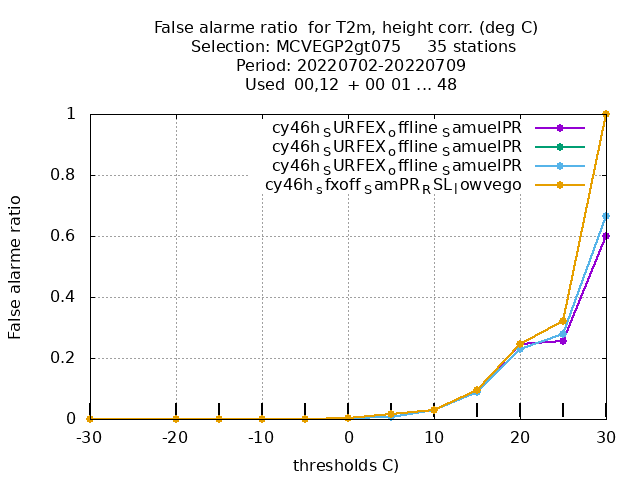 False alarme ratio  for T2m, height corr. (deg C)
Selection: MCVEGP2gt075     35 stations
Period: 20220702-20220709
Used  00,12  + 00 01 ... 48
cy46h_SURFEX_offline_SamuelPR
cy46h_SURFEX_offline_SamuelPR
cy46h_SURFEX_offline_SamuelPR
cy46h_sfxoff_SamPR_RSL_lowvego
1
0.8
0.6
0.4
0.2
0
False alarme ratio
-30 -20 -10 0 10 20 30
thresholds C)